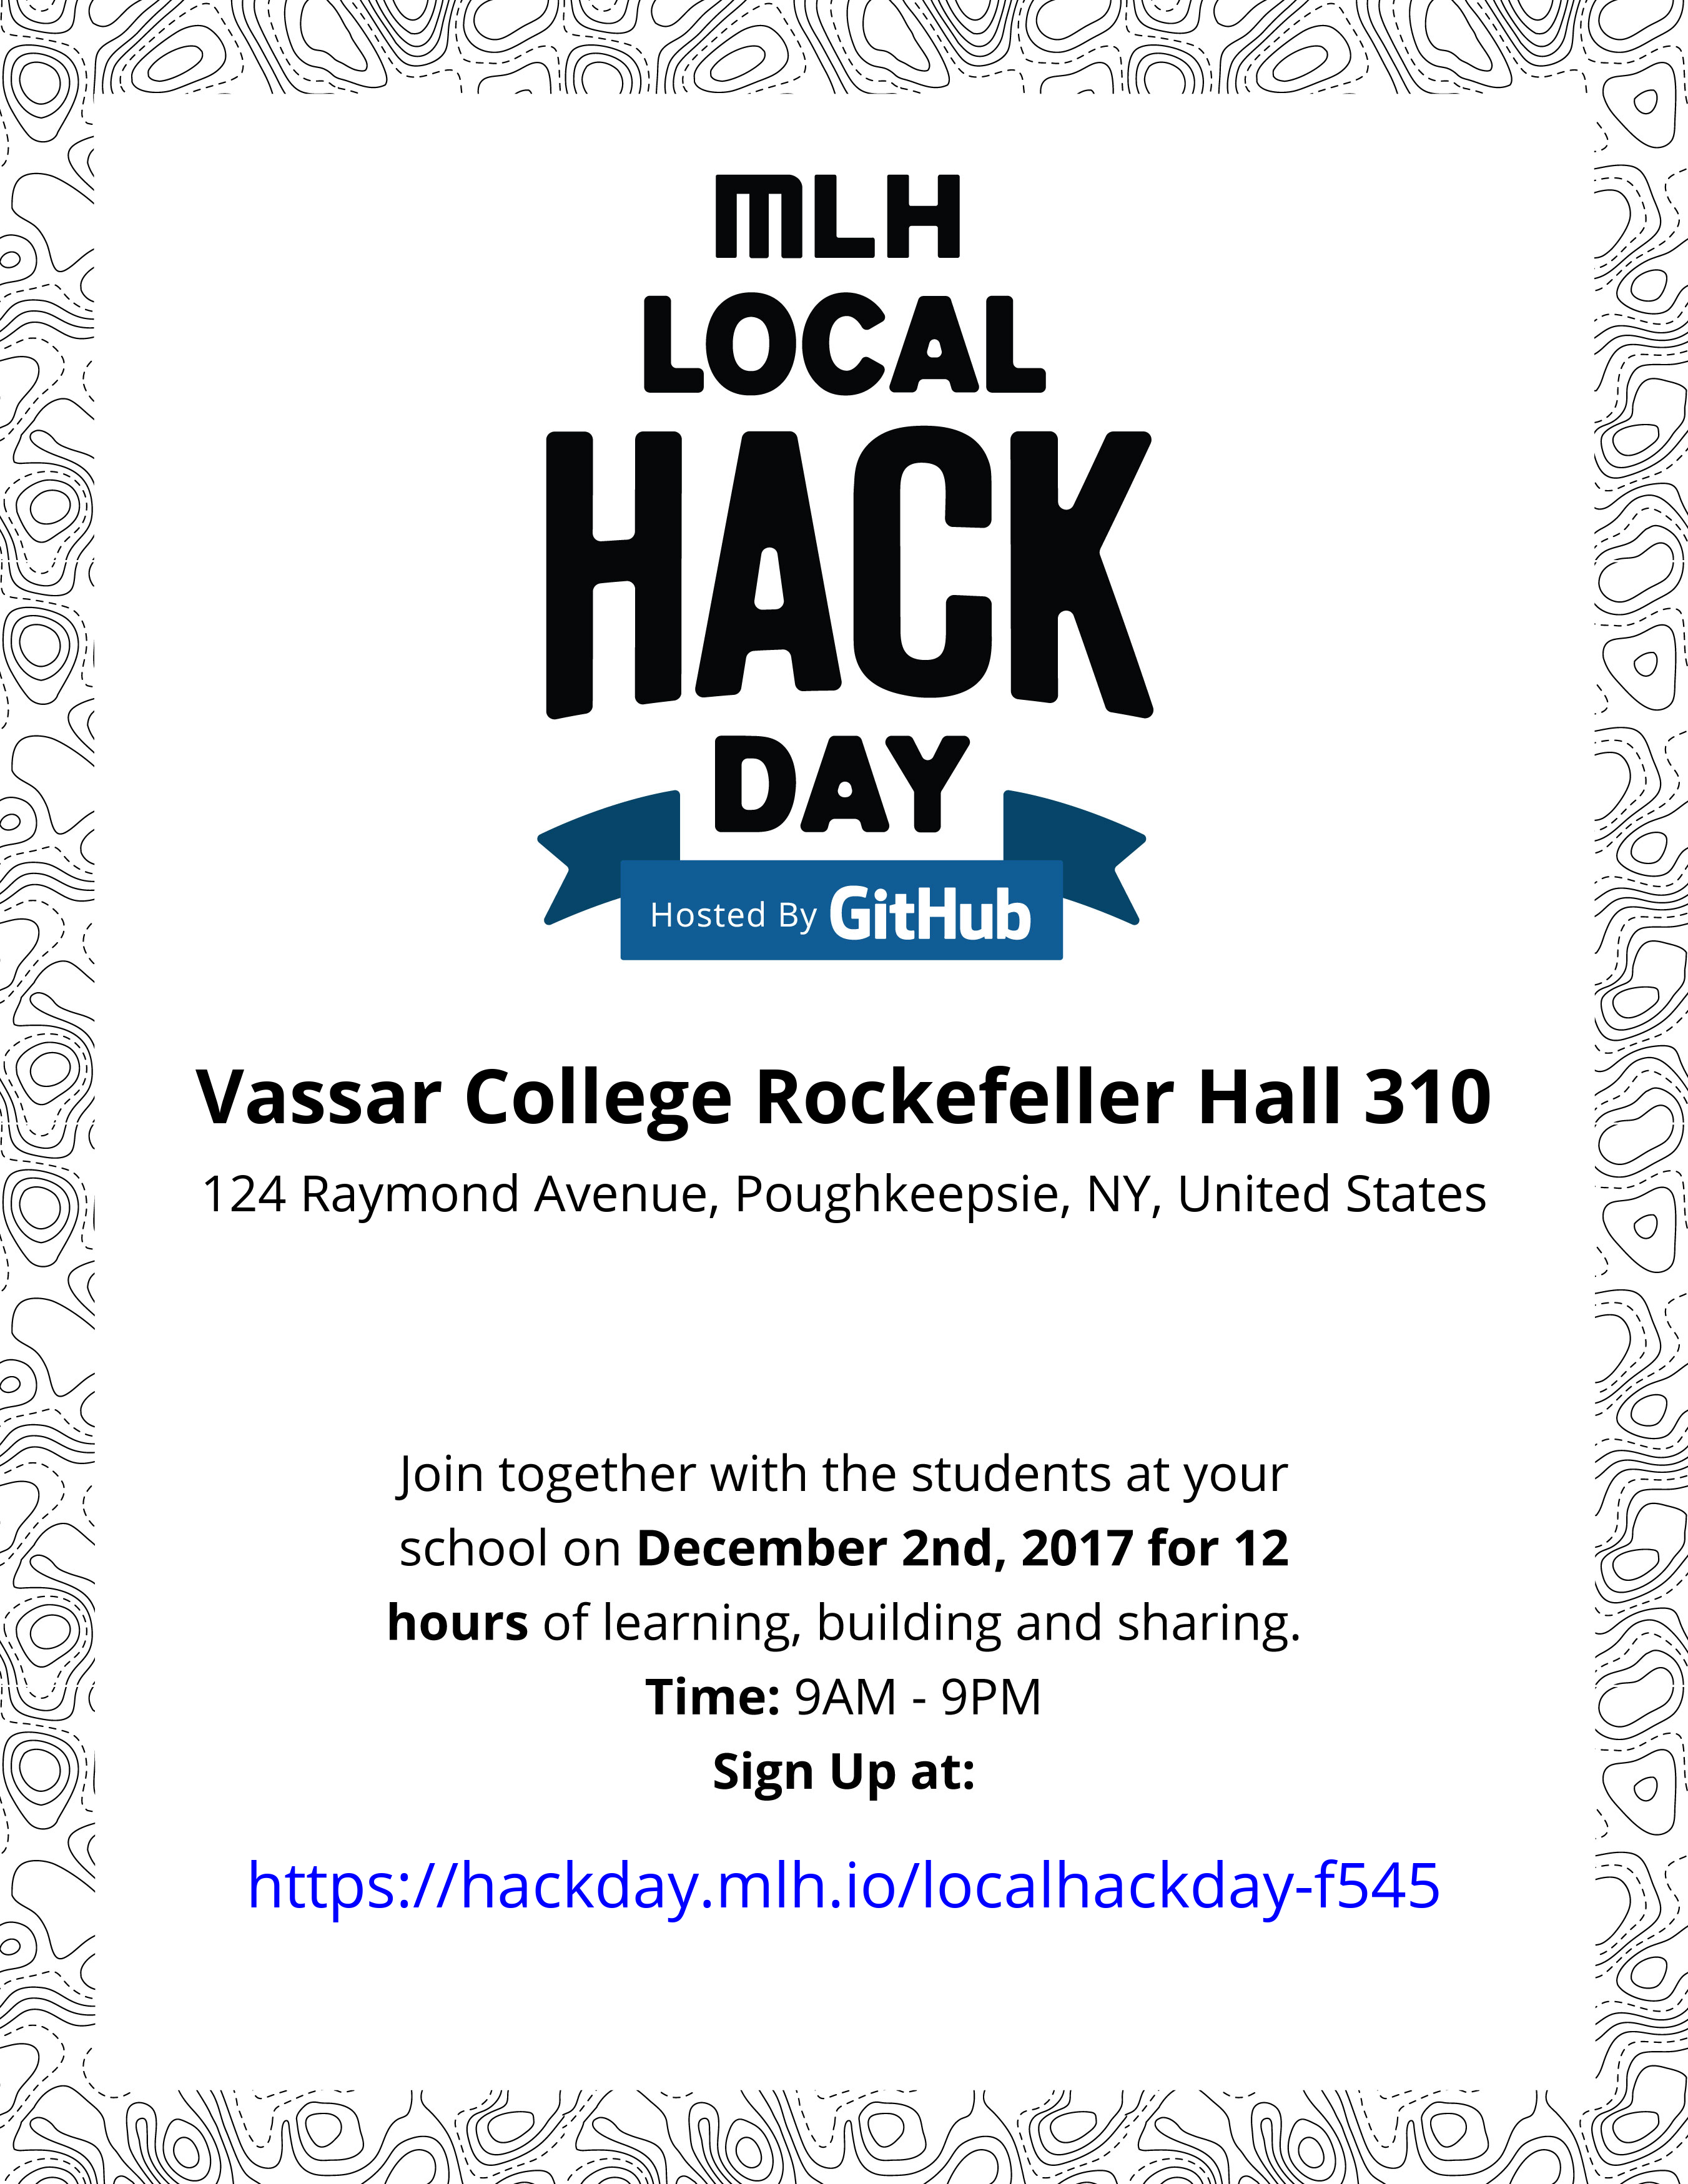 MLH
LOCAL
HACK
DAY
Hosted By GitHub
Vassar College Rockefeller Hall 310
124 Raymond Avenue, Poughkeepsie, NY, United States
Join together with the students at your
school on December 2nd, 2017 for 12
hours of learning, building and sharing.
Time: 9AM - 9PM
Sign Up at:
https://hackday.mlh.io/localhackday-f545